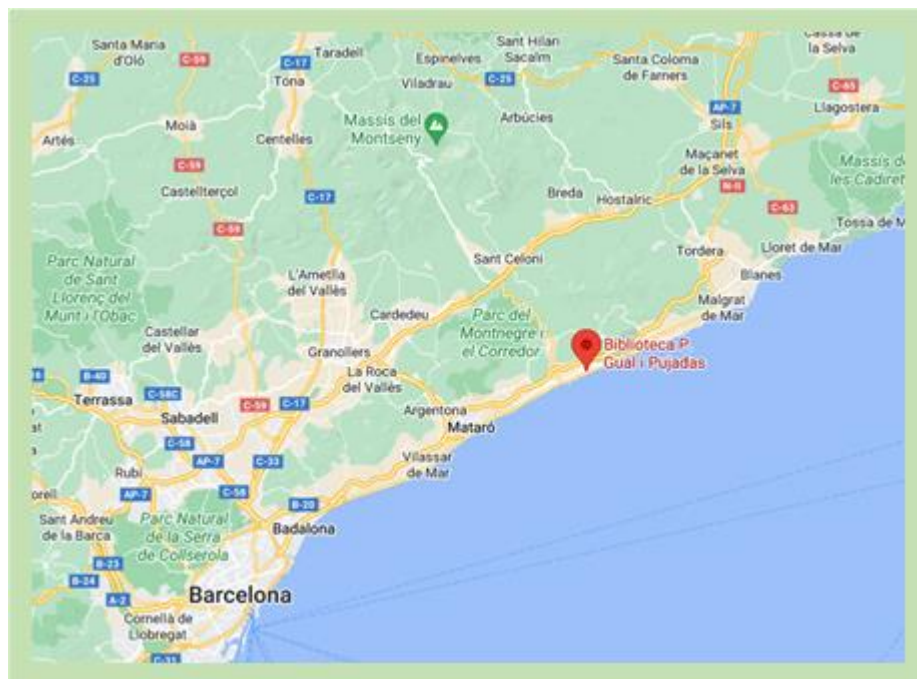 Cassà de
la Selva
Santa Maria
d'Oló
C-59
C-17
Taradell
Sant Hilari
Sacalm
Espinelves
C-25
Tona
Viladrau
C-25
Santa Coloma
de Farners
C-65
AP-7
Llagostera
Artés
Moià
Centelles
Massís del
Montseny
Arbúcies
Sils
Maçanet
de la Selva
C-59
Castellterçol
C-17
Breda
Hostalric
N-II
Massís de
les Cadiret
C-63
Tossa de M
C-59
Parc Natural
de Sant
Llorenç del
Munt i l'Obac
L'Ametlla
del Vallès
Sant Celoni
Tordera
Lloret de Mar
Blanes
Malgrat
de Mar
Cardedeu
Parc del
Montnegre i
el Corredor
Castellar
del Vallès
Granollers
Biblioteca P
Gual i Pujadas
La Roca
del Vallès
B-40
Terrassa
C-58C
Sabadell
C-59
C-17
Argentona
Mataró
C-58
Vilassar
de Mar
Rubí
AP-7
C-33
AP-7
C-58
B-20
orell
Sant Andreu
de la Barca
Parc Natural
de la Serra
de Collserola
Badalona
B-23
B-24
A-2
Barcelona
Cornellà de
Llobregat
C-31